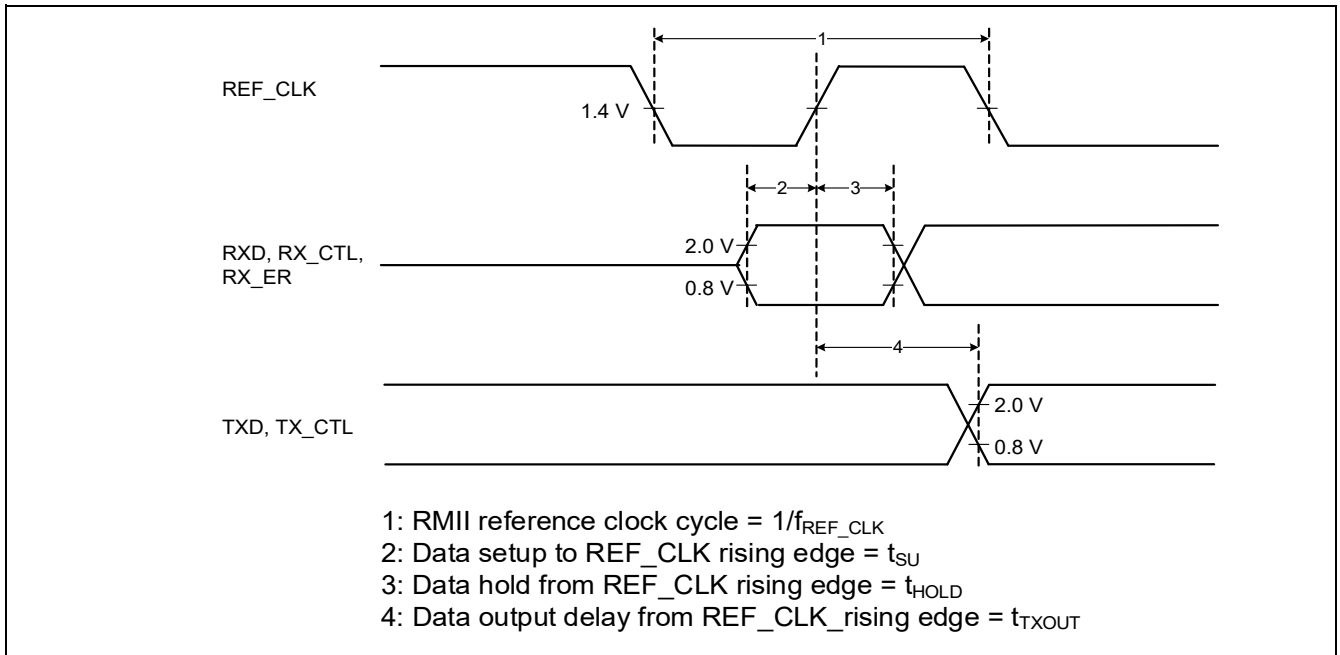 1
REF_CLK
1.4 V
2
3
RXD, RX_CTL,
RX_ER
2.0 V
0.8 V
4
TXD, TX_CTL
2.0 V
0.8 V
1: RMII reference clock cycle = 1/fREF_CLK
2: Data setup to REF_CLK rising edge = tSU
3: Data hold from REF_CLK rising edge = tHOLD
4: Data output delay from REF_CLK_rising edge = tTXOUT